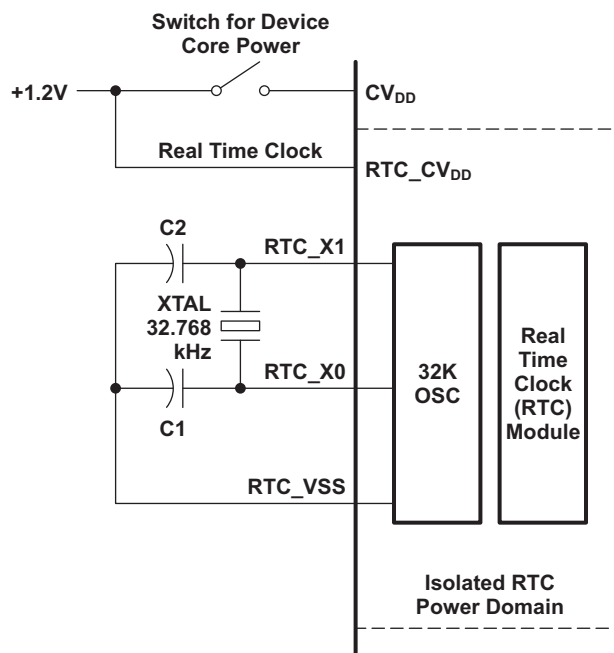 Switch for Device
Core Power
+1.2V
CVDD
Real Time Clock
RTC_CVDD
C2
RTC_X1
XTAL
32.768
kHz
RTC_X0
C1
RTC_VSS
32K
OSC
Real
Time
Clock
(RTC)
Module
Isolated RTC
Power Domain